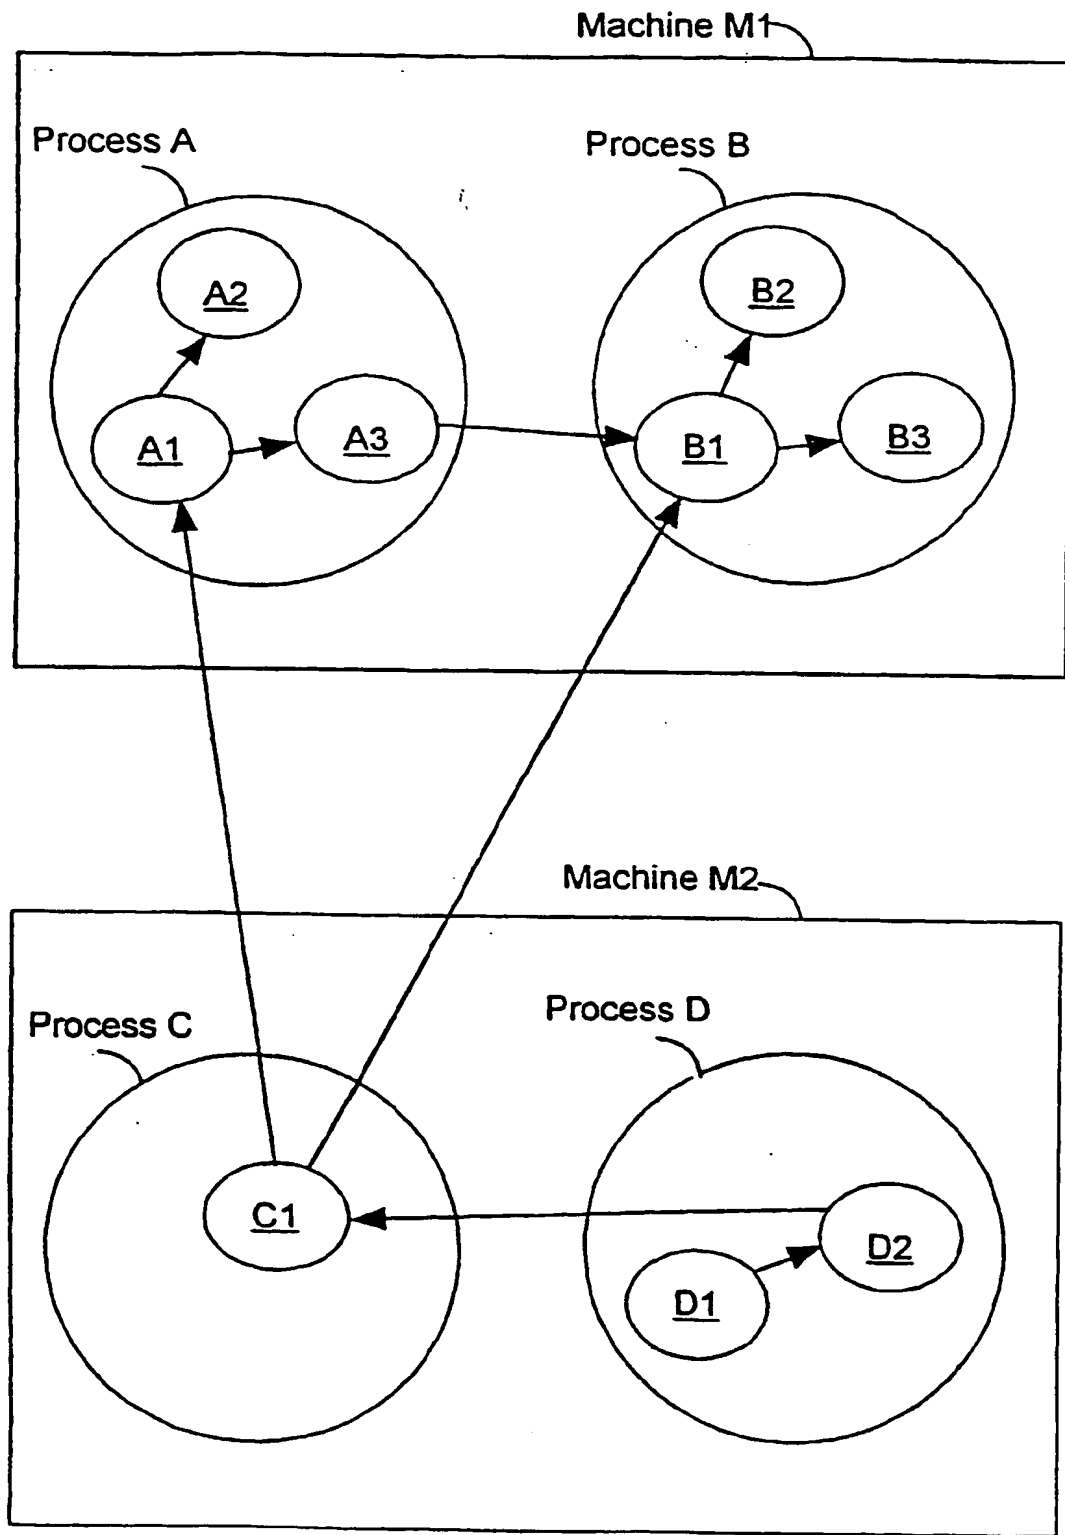 Machine M1
Process A
Process B
A2
B2
A1
A3
B1
B3
Machine M2
Process C
Process D
C1
D2
D1